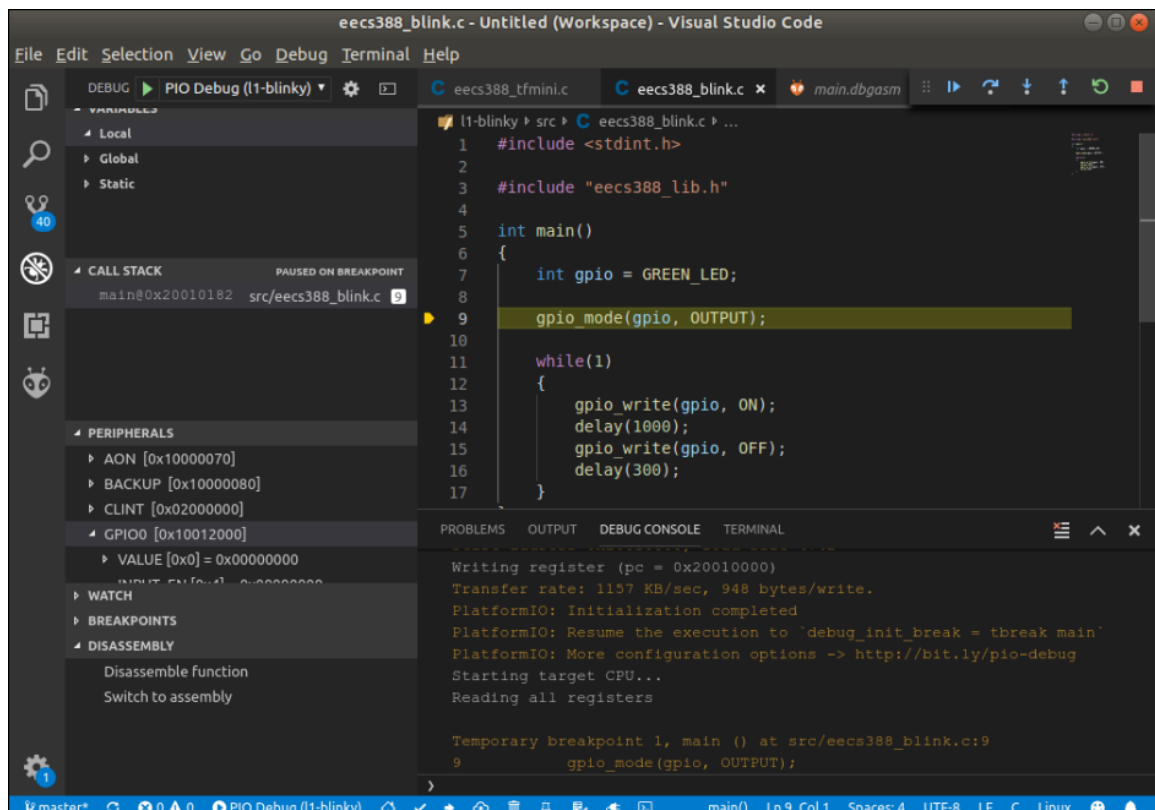 eecs388_blink.c - Untitled (Workspace) - Visual Studio Code
File Edit Selection View Go Debug Terminal Help
DEBUG PIO Debug (l1-blinky)
VARIABLES
Local
Global
Static
40
CALL STACK PAUSED ON BREAKPOINT
main@0x20010182 src/eecs388_blink.c 9
PERIPHERALS
AON [0x10000070]
BACKUP [0x10000080]
CLINT [0x02000000]
GPIO0 [0x10012000]
VALUE [0x0] = 0x00000000
INPUT_EN [0x4] = 0x00000000
WATCH
BREAKPOINTS
DISASSEMBLY
Disassemble function
Switch to assembly
1
eecs388_tfmini.c eecs388_blink.c main.dbgasm
l1-blinky src C eecs388_blink.c ...
1 #include <stdint.h>
2
3 #include "eecs388_lib.h"
4
5 int main()
6 {
7 int gpio = GREEN_LED;
8
9 gpio_mode(gpio, OUTPUT);
10
11 while(1)
12 {
13 gpio_write(gpio, ON);
14 delay(1000);
15 gpio_write(gpio, OFF);
16 delay(300);
17 }
PROBLEMS OUTPUT DEBUG CONSOLE TERMINAL
Writing register (pc = 0x20010000)
Transfer rate: 1157 KB/sec, 948 bytes/write.
PlatformIO: Initialization completed
PlatformIO: Resume the execution to `debug_init_break = tbreak main`
PlatformIO: More configuration options -> http://bit.ly/pio-debug
Starting target CPU...
Reading all registers
Temporary breakpoint 1, main () at src/eecs388_blink.c:9
9 gpio_mode(gpio, OUTPUT);
master* 0 0 PIO Debug (l1-blinky) main() Ln 9, Col 1 Spaces: 4 UTF-8 LF C Linux